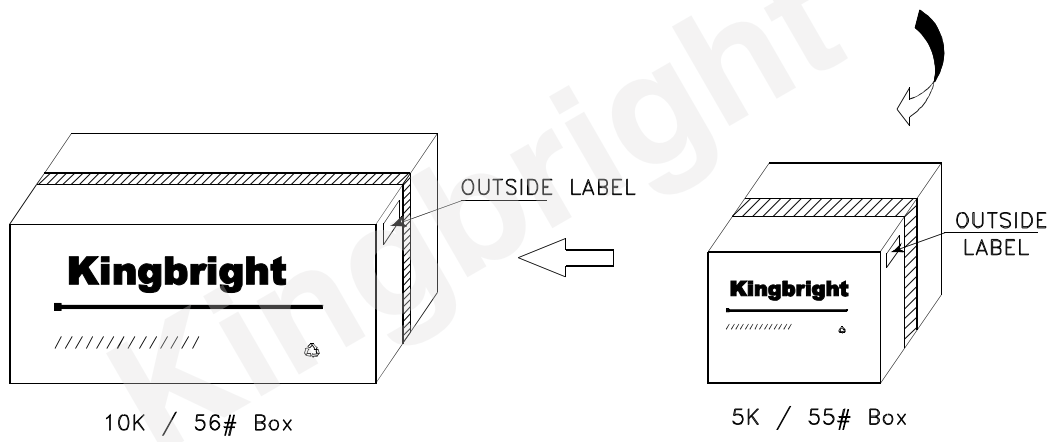 Kingbright
OUTSIDE LABEL
Kingbright
10K / 56# Box
OUTSIDE
LABEL
Kingbright
5K / 55# Box